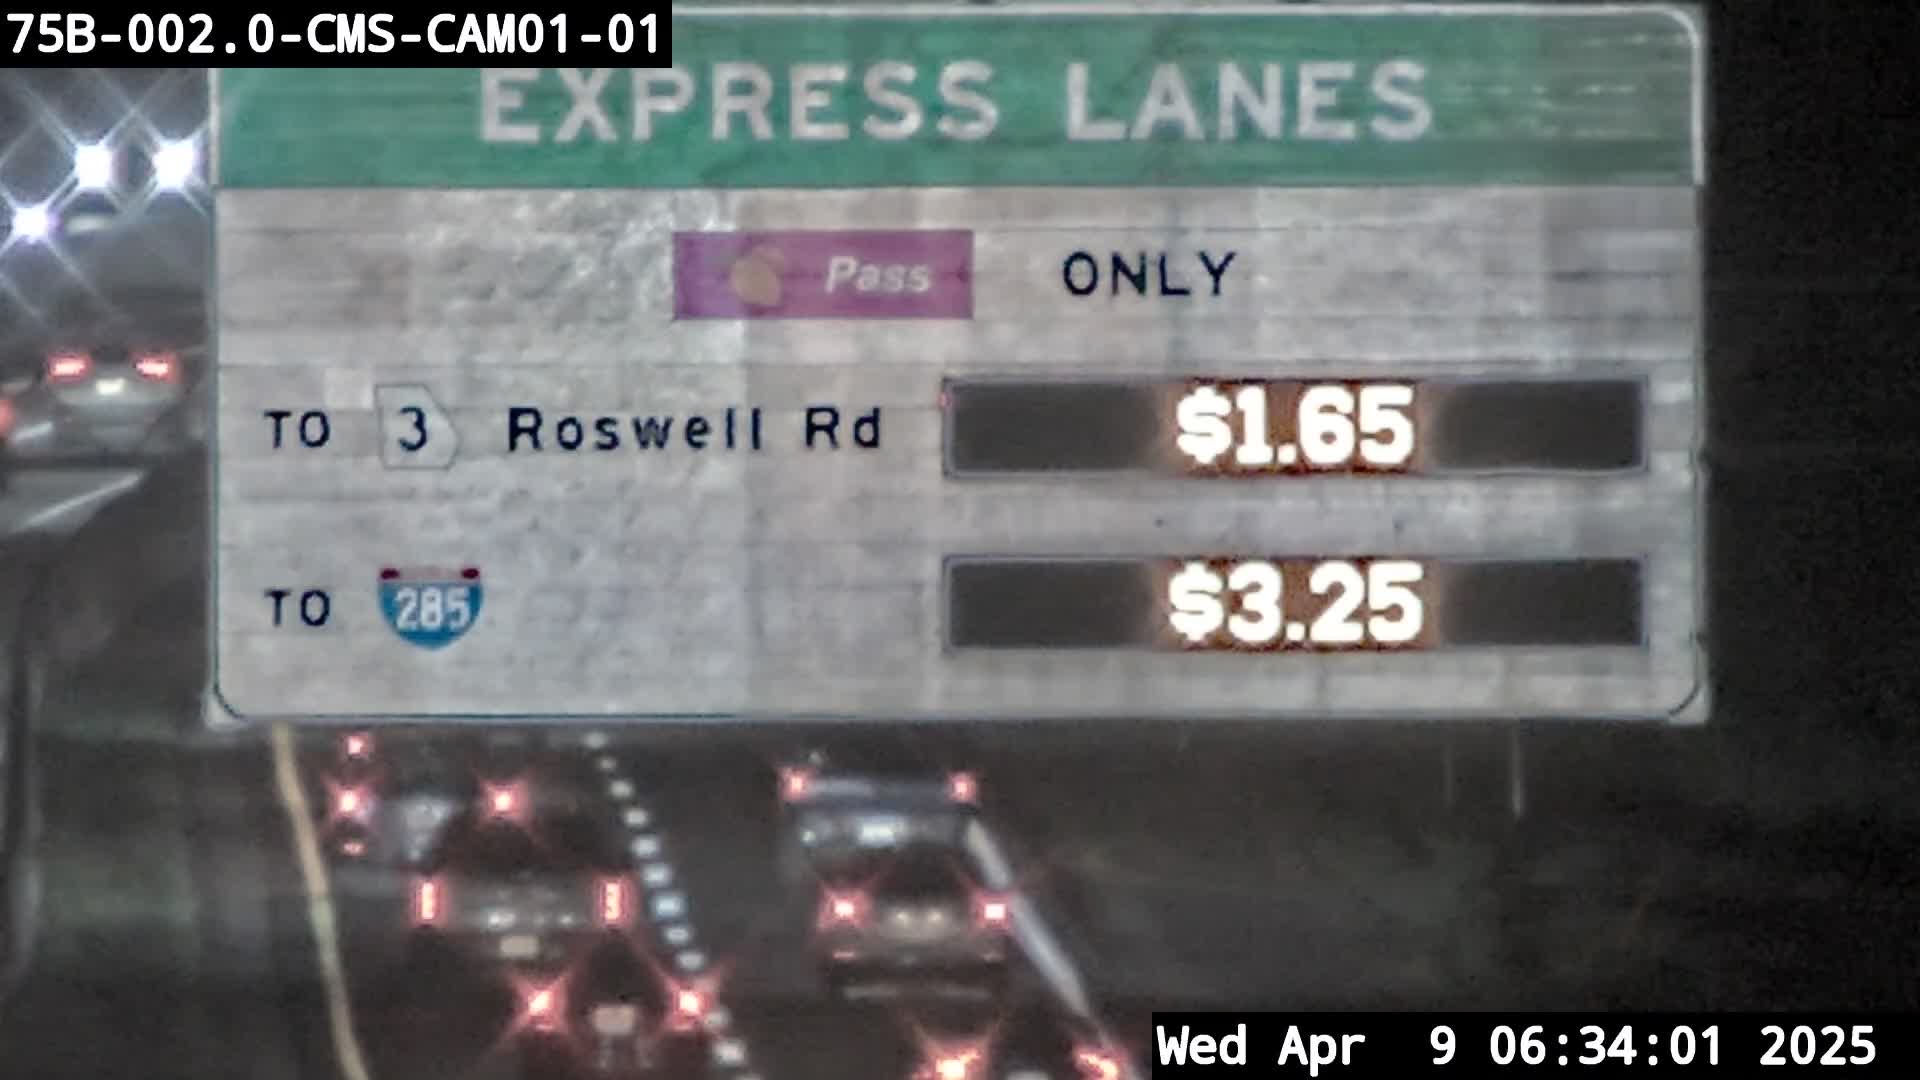 75B-002.0-CMS-CAM01-01
EXPRESS LANES
Pass ONLY
TO 3 Roswell Rd $1.65
TO 285 $3.25
Wed Apr 9 06:34:01 2025